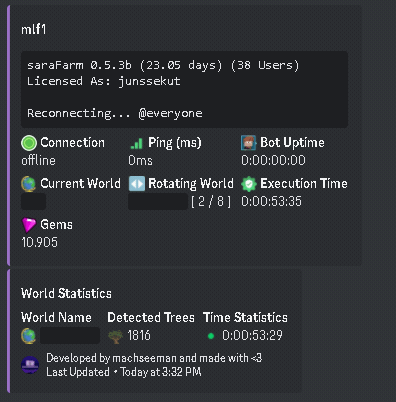 mlf1
saraFarm 0.5.3b (23.05 days) (38 Users)
Licensed As: junssekut
Reconnecting... @everyone
Connection Ping (ms) Bot Uptime
offline 0ms 0:00:00:00
Current World Rotating World Execution Time
[ 2 / 8 ] 0:00:53:35
Gems
10.905
World Statistics
World Name Detected Trees Time Statistics
1816 0:00:53:29
Developed by machseeman and made with <3
Last Updated • Today at 3:32 PM